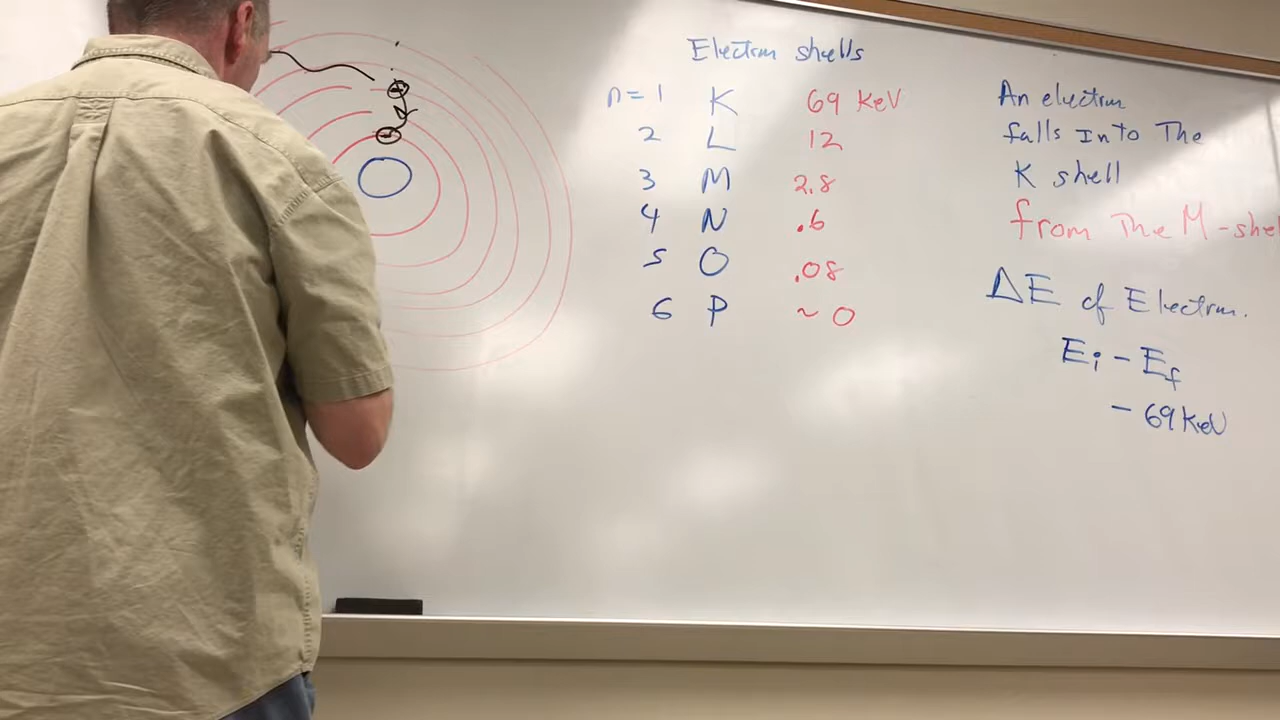 Electron shells
n=1 K 69 KeV
2 L 12
3 M 2.8
4 N .6
5 O .08
6 P ~ 0
An electron
falls Into The
K shell
from The M-shel
ΔE of Electron.
Ei - Ef
- 69 KeV